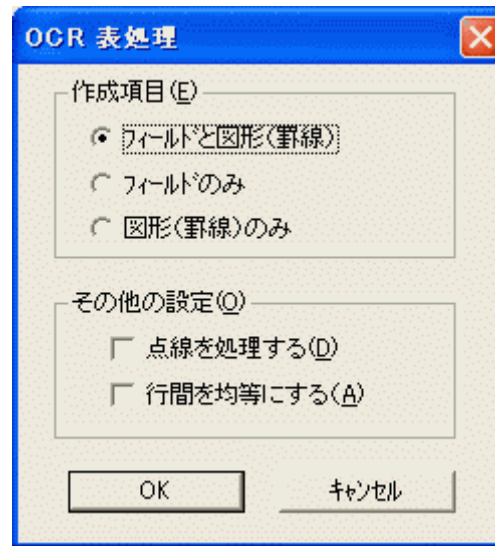 OCR 表処理
作成項目(E)
フィールドと図形(罫線)
フィールドのみ
図形(罫線)のみ
その他の設定(O)
点線を処理する(D)
行間を均等にする(A)
OK
キャンセル